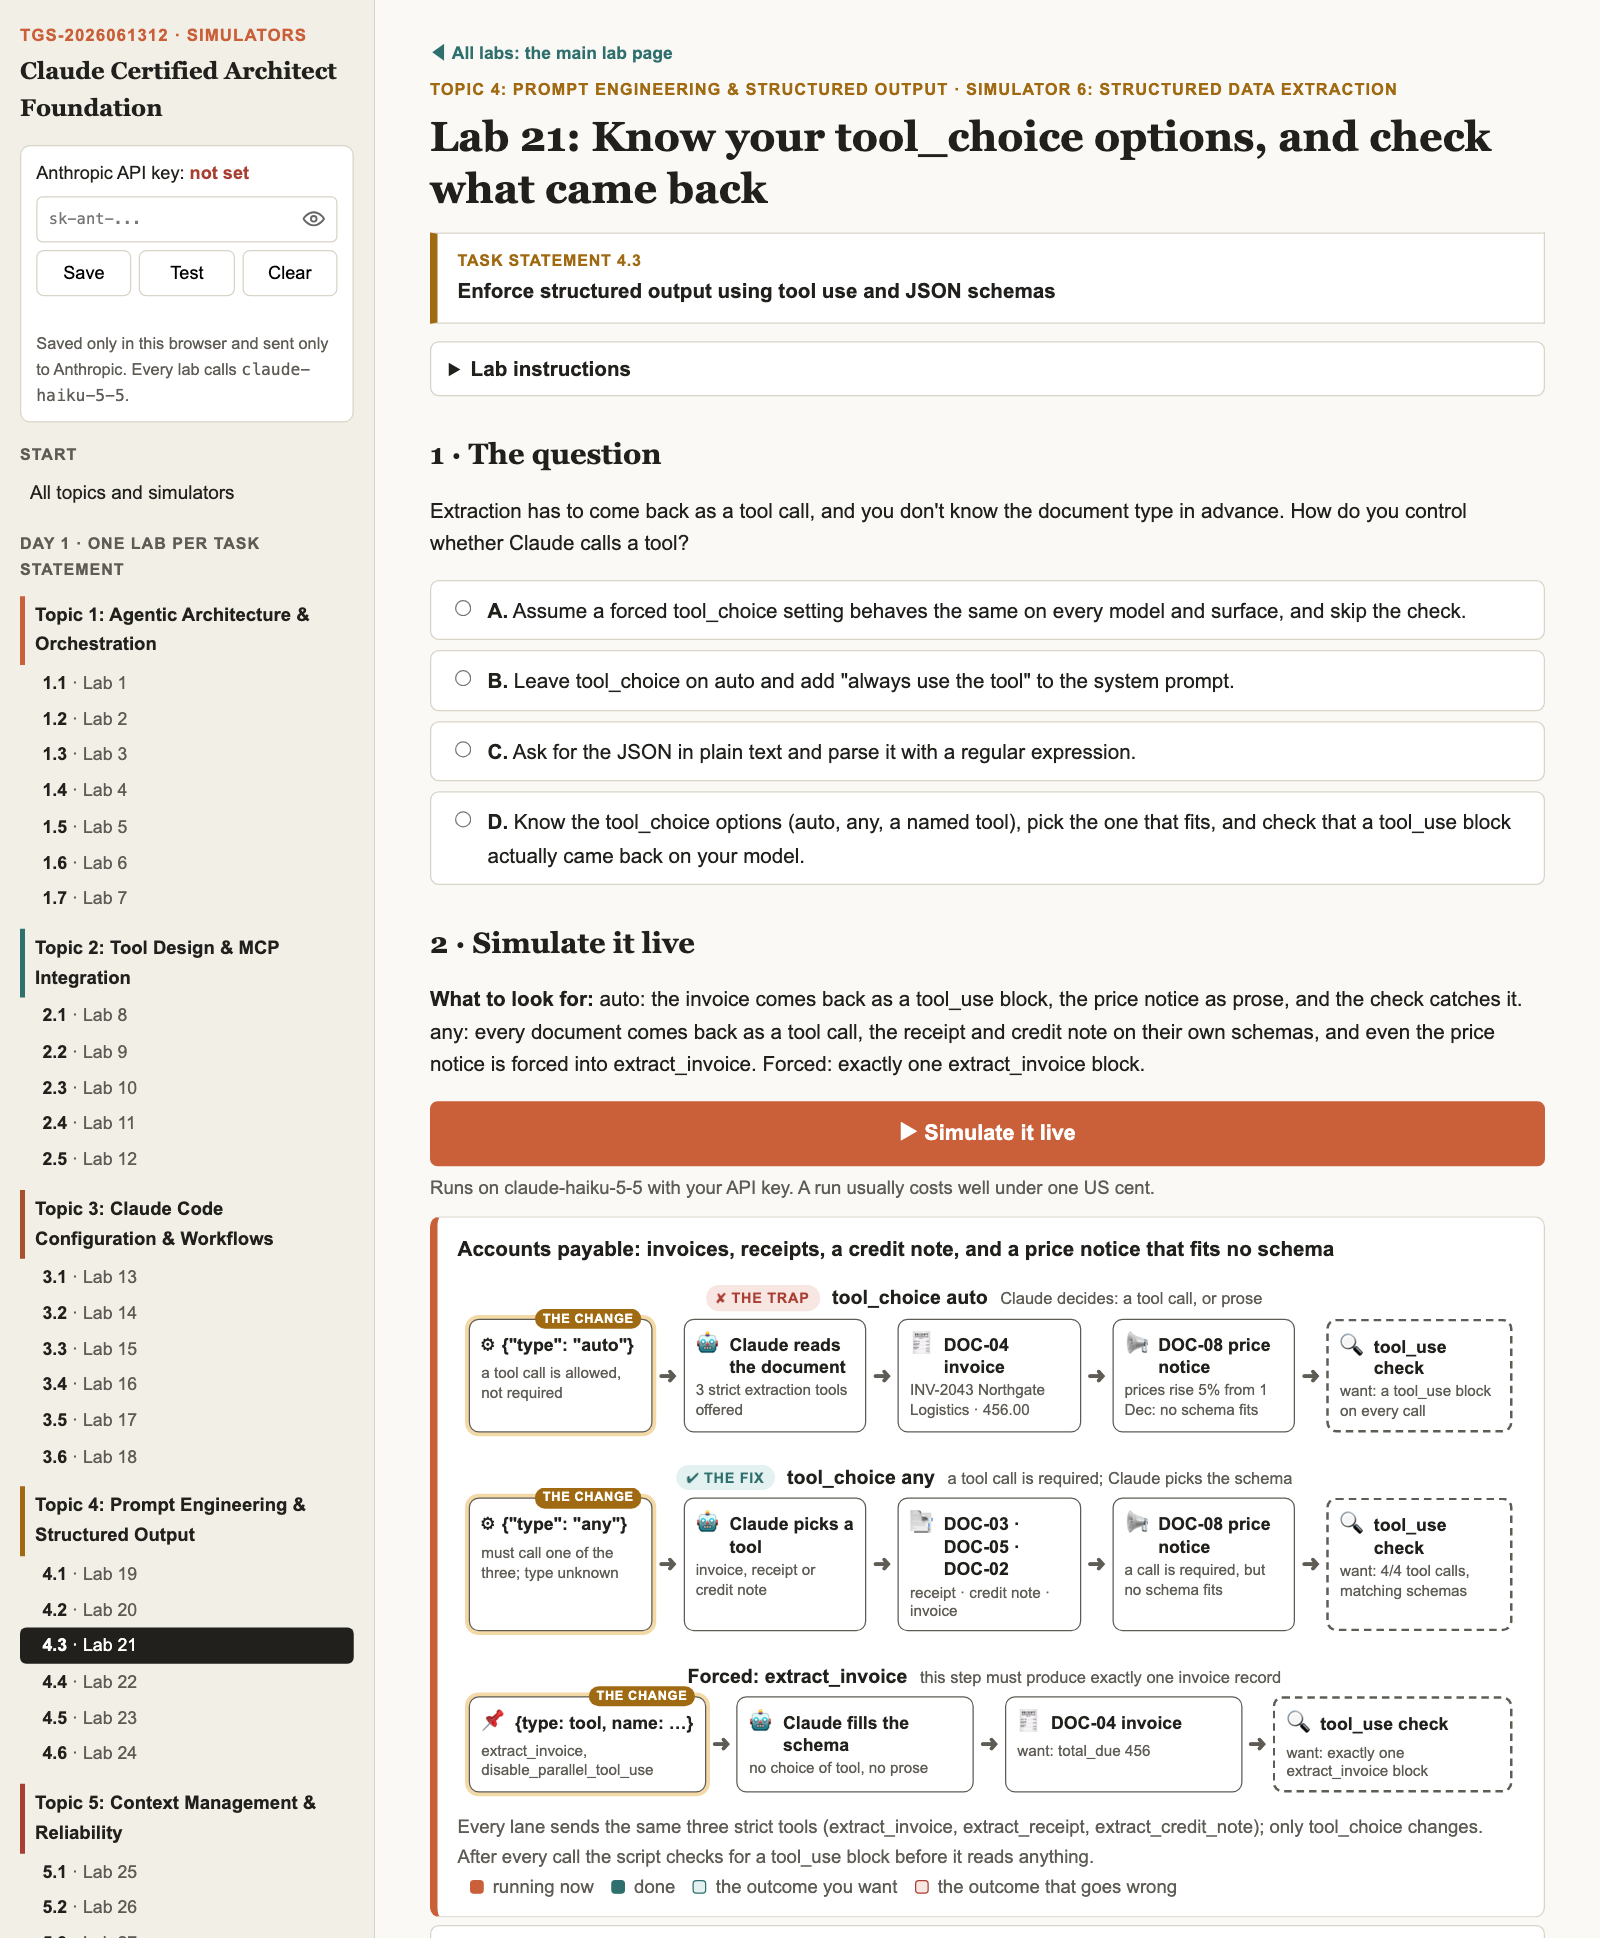 TGS-2026061312 · SIMULATORS
Claude Certified Architect
Foundation
Anthropic API key: not set
sk-ant-...
Save
Test
Clear
Saved only in this browser and sent only
to Anthropic. Every lab calls claude-
haiku-5-5.
START
All topics and simulators
DAY 1 · ONE LAB PER TASK
STATEMENT
Topic 1: Agentic Architecture &
Orchestration
1.1 · Lab 1
1.2 · Lab 2
1.3 · Lab 3
1.4 · Lab 4
1.5 · Lab 5
1.6 · Lab 6
1.7 · Lab 7
Topic 2: Tool Design & MCP
Integration
2.1 · Lab 8
2.2 · Lab 9
2.3 · Lab 10
2.4 · Lab 11
2.5 · Lab 12
Topic 3: Claude Code
Configuration & Workflows
3.1 · Lab 13
3.2 · Lab 14
3.3 · Lab 15
3.4 · Lab 16
3.5 · Lab 17
3.6 · Lab 18
Topic 4: Prompt Engineering &
Structured Output
4.1 · Lab 19
4.2 · Lab 20
4.3 · Lab 21
4.4 · Lab 22
4.5 · Lab 23
4.6 · Lab 24
Topic 5: Context Management &
Reliability
5.1 · Lab 25
5.2 · Lab 26
◀ All labs: the main lab page
TOPIC 4: PROMPT ENGINEERING & STRUCTURED OUTPUT · SIMULATOR 6: STRUCTURED DATA EXTRACTION
Lab 21: Know your tool_choice options, and check
what came back
TASK STATEMENT 4.3
Enforce structured output using tool use and JSON schemas
▶ Lab instructions
1 · The question
Extraction has to come back as a tool call, and you don't know the document type in advance. How do you control
whether Claude calls a tool?
A. Assume a forced tool_choice setting behaves the same on every model and surface, and skip the check.
B. Leave tool_choice on auto and add "always use the tool" to the system prompt.
C. Ask for the JSON in plain text and parse it with a regular expression.
D. Know the tool_choice options (auto, any, a named tool), pick the one that fits, and check that a tool_use block
actually came back on your model.
2 · Simulate it live
What to look for: auto: the invoice comes back as a tool_use block, the price notice as prose, and the check catches it.
any: every document comes back as a tool call, the receipt and credit note on their own schemas, and even the price
notice is forced into extract_invoice. Forced: exactly one extract_invoice block.
▶ Simulate it live
Runs on claude-haiku-5-5 with your API key. A run usually costs well under one US cent.
Accounts payable: invoices, receipts, a credit note, and a price notice that fits no schema
✘ THE TRAP tool_choice auto Claude decides: a tool call, or prose
THE CHANGE
⚙ {"type": "auto"}
a tool call is allowed,
not required
Claude reads
the document
3 strict extraction tools
offered
DOC-04
invoice
INV-2043 Northgate
Logistics · 456.00
DOC-08 price
notice
prices rise 5% from 1
Dec: no schema fits
tool_use
check
want: a tool_use block
on every call
✔ THE FIX tool_choice any a tool call is required; Claude picks the schema
THE CHANGE
⚙ {"type": "any"}
must call one of the
three; type unknown
Claude picks a
tool
invoice, receipt or
credit note
DOC-03 ·
DOC-05 ·
DOC-02
receipt · credit note ·
invoice
DOC-08 price
notice
a call is required, but
no schema fits
tool_use
check
want: 4/4 tool calls,
matching schemas
Forced: extract_invoice this step must produce exactly one invoice record
THE CHANGE
{type: tool, name: ...}
extract_invoice,
disable_parallel_tool_use
Claude fills the
schema
no choice of tool, no prose
DOC-04 invoice
want: total_due 456
tool_use check
want: exactly one
extract_invoice block
Every lane sends the same three strict tools (extract_invoice, extract_receipt, extract_credit_note); only tool_choice changes.
After every call the script checks for a tool_use block before it reads anything.
running now done the outcome you want the outcome that goes wrong